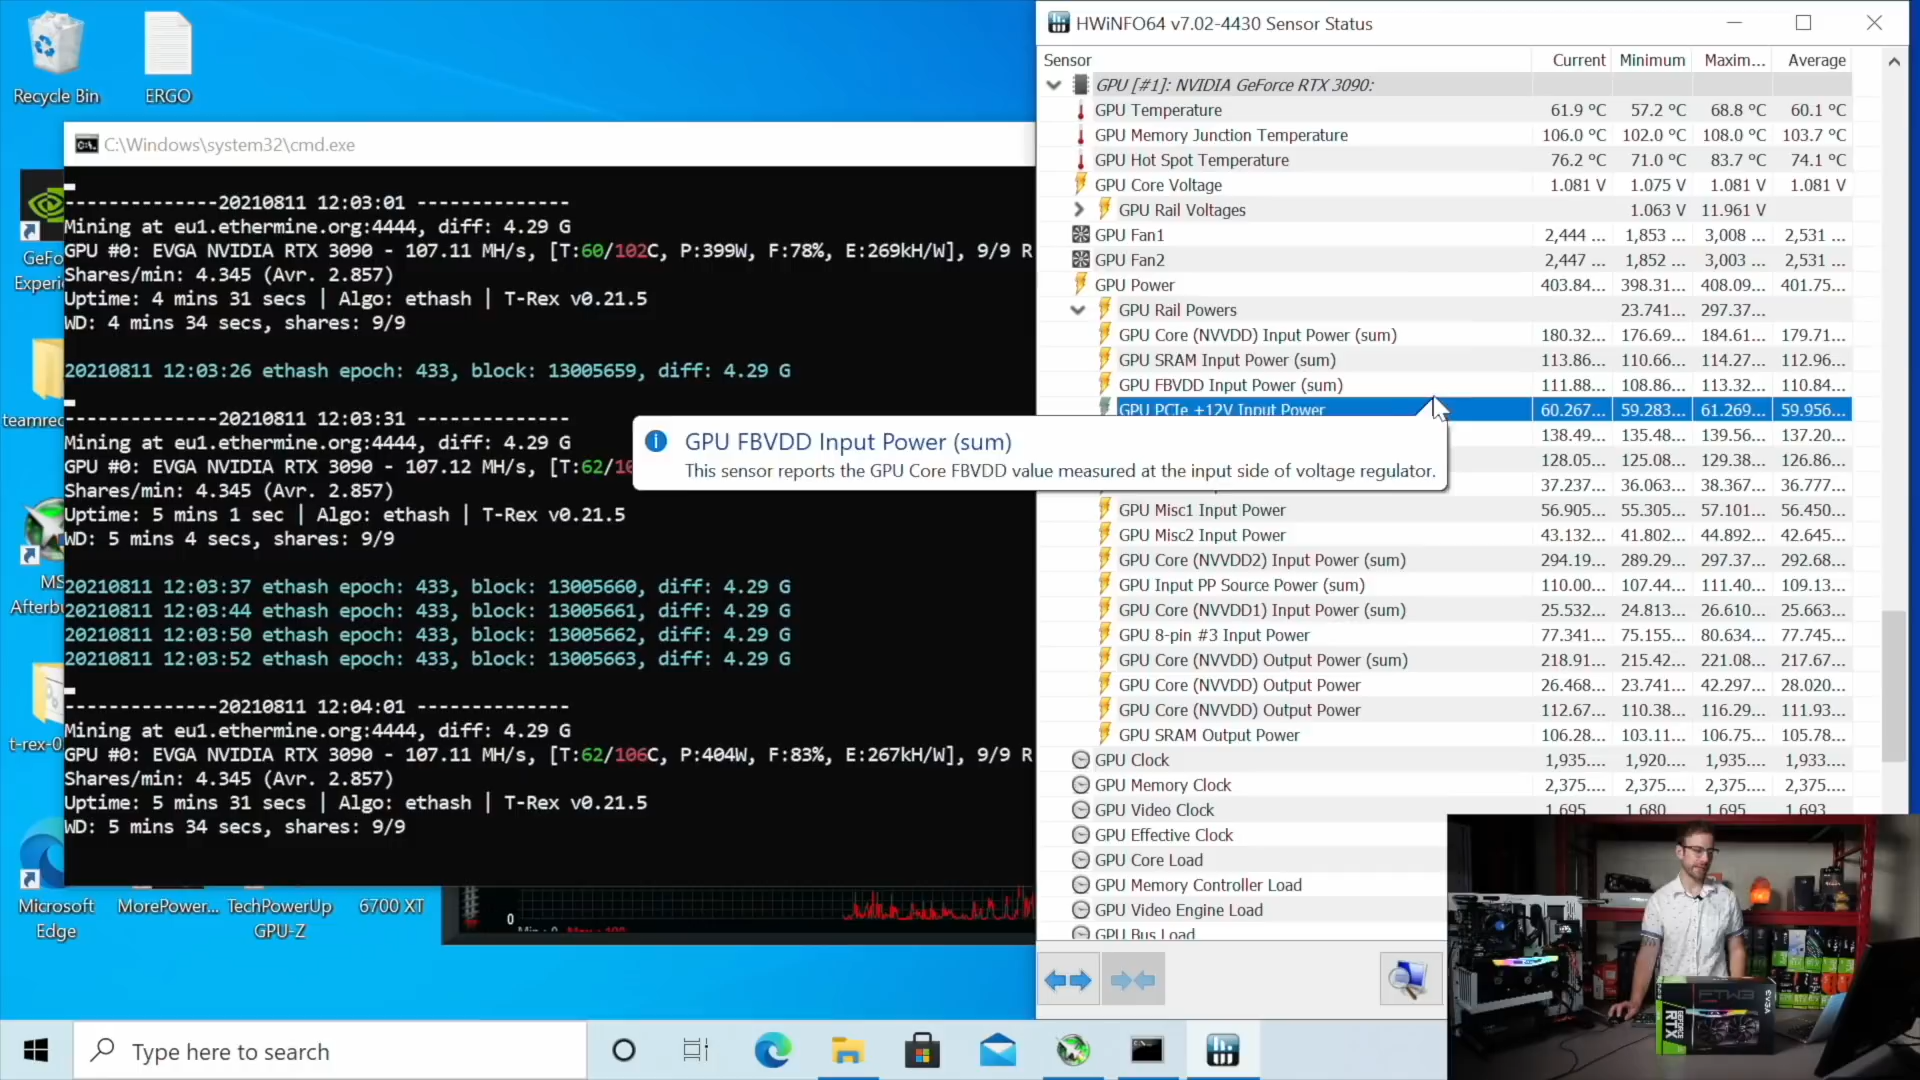 Recycle Bin
ERGO
C:\Windows\system32\cmd.exe
--------------20210811 12:03:01 --------------
Mining at eu1.ethermine.org:4444, diff: 4.29 G
GPU #0: EVGA NVIDIA RTX 3090 - 107.11 MH/s, [T:60/102C, P:399W, F:78%, E:269kH/W], 9/9 R
Shares/min: 4.345 (Avr. 2.857)
Uptime: 4 mins 31 secs | Algo: ethash | T-Rex v0.21.5
WD: 4 mins 34 secs, shares: 9/9
20210811 12:03:26 ethash epoch: 433, block: 13005659, diff: 4.29 G
--------------20210811 12:03:31 --------------
Mining at eu1.ethermine.org:4444, diff: 4.29 G
GPU #0: EVGA NVIDIA RTX 3090 - 107.12 MH/s, [T:62/10
Shares/min: 4.345 (Avr. 2.857)
Uptime: 5 mins 1 sec | Algo: ethash | T-Rex v0.21.5
WD: 5 mins 4 secs, shares: 9/9
20210811 12:03:37 ethash epoch: 433, block: 13005660, diff: 4.29 G
20210811 12:03:44 ethash epoch: 433, block: 13005661, diff: 4.29 G
20210811 12:03:50 ethash epoch: 433, block: 13005662, diff: 4.29 G
20210811 12:03:52 ethash epoch: 433, block: 13005663, diff: 4.29 G
--------------20210811 12:04:01 --------------
Mining at eu1.ethermine.org:4444, diff: 4.29 G
GPU #0: EVGA NVIDIA RTX 3090 - 107.11 MH/s, [T:62/106C, P:404W, F:83%, E:267kH/W], 9/9 R
Shares/min: 4.345 (Avr. 2.857)
Uptime: 5 mins 31 secs | Algo: ethash | T-Rex v0.21.5
WD: 5 mins 34 secs, shares: 9/9
GeFo
Experi
teamred
MS
Afterbu
t-rex-0
Microsoft
Edge
MorePower...
TechPowerUp
GPU-Z
6700 XT
0
HWiNFO64 v7.02-4430 Sensor Status
Sensor Current Minimum Maxim... Average
GPU [#1]: NVIDIA GeForce RTX 3090:
GPU Temperature 61.9 °C 57.2 °C 68.8 °C 60.1 °C
GPU Memory Junction Temperature 106.0 °C 102.0 °C 108.0 °C 103.7 °C
GPU Hot Spot Temperature 76.2 °C 71.0 °C 83.7 °C 74.1 °C
GPU Core Voltage 1.081 V 1.075 V 1.081 V 1.081 V
GPU Rail Voltages 1.063 V 11.961 V
GPU Fan1 2,444 ... 1,853 ... 3,008 ... 2,531 ...
GPU Fan2 2,447 ... 1,852 ... 3,003 ... 2,531 ...
GPU Power 403.84... 398.31... 408.09... 401.75...
GPU Rail Powers 23.741... 297.37...
GPU Core (NVVDD) Input Power (sum) 180.32... 176.69... 184.61... 179.71...
GPU SRAM Input Power (sum) 113.86... 110.66... 114.27... 112.96...
GPU FBVDD Input Power (sum) 111.88... 108.86... 113.32... 110.84...
GPU PCIe +12V Input Power 60.267... 59.283... 61.269... 59.956...
GPU FBVDD Input Power (sum)
This sensor reports the GPU Core FBVDD value measured at the input side of voltage regulator.
138.49... 135.48... 139.56... 137.20...
128.05... 125.08... 129.38... 126.86...
37.237... 36.063... 38.367... 36.777...
GPU Misc1 Input Power 56.905... 55.305... 57.101... 56.450...
GPU Misc2 Input Power 43.132... 41.802... 44.892... 42.645...
GPU Core (NVVDD2) Input Power (sum) 294.19... 289.29... 297.37... 292.68...
GPU Input PP Source Power (sum) 110.00... 107.44... 111.40... 109.13...
GPU Core (NVVDD1) Input Power (sum) 25.532... 24.813... 26.610... 25.663...
GPU 8-pin #3 Input Power 77.341... 75.155... 80.634... 77.745...
GPU Core (NVVDD) Output Power (sum) 218.91... 215.42... 221.08... 217.67...
GPU Core (NVVDD) Output Power 26.468... 23.741... 42.297... 28.020...
GPU Core (NVVDD) Output Power 112.67... 110.38... 116.29... 111.93...
GPU SRAM Output Power 106.28... 103.11... 106.75... 105.78...
GPU Clock 1,935.... 1,920.... 1,935.... 1,933....
GPU Memory Clock 2,375.... 2,375.... 2,375.... 2,375....
GPU Video Clock 1,695 1,680 1,695 1,693
GPU Effective Clock
GPU Core Load
GPU Memory Controller Load
GPU Video Engine Load
GPU Bus Load
FTW3
EVGA
GEFORCE
RTX
Type here to search